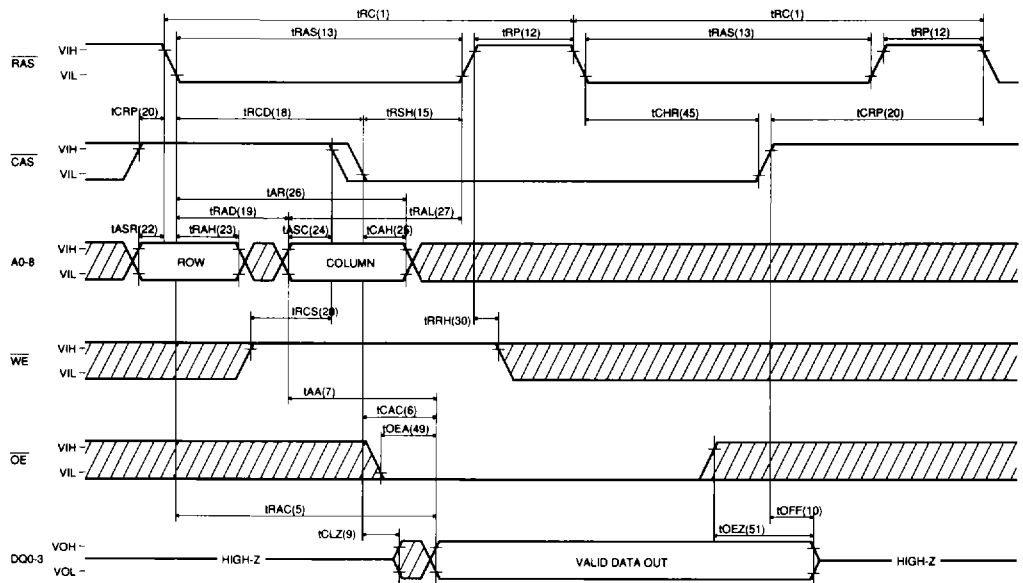 tRC(1) tRC(1)
tRAS(13) tRP(12) tRAS(13) tRP(12)
RAS VIH VIL
tCRP(20) tRCD(18) tRSH(15) tCHR(45) tCRP(20)
CAS VIH VIL
tAR(26)
tRAD(19) tRAL(27)
tASR(22) tRAH(23) tASC(24) tCAH(25)
A0-8 VIH VIL ROW COLUMN
tRCS(28) tRRH(30)
WE VIH VIL
tAA(7)
tCAC(6)
tOEA(49)
OE VIH VIL
tRAC(5) tOFF(10)
tCLZ(9) tOEZ(51)
DQ0-3 VOH VOL HIGH-Z VALID DATA OUT HIGH-Z